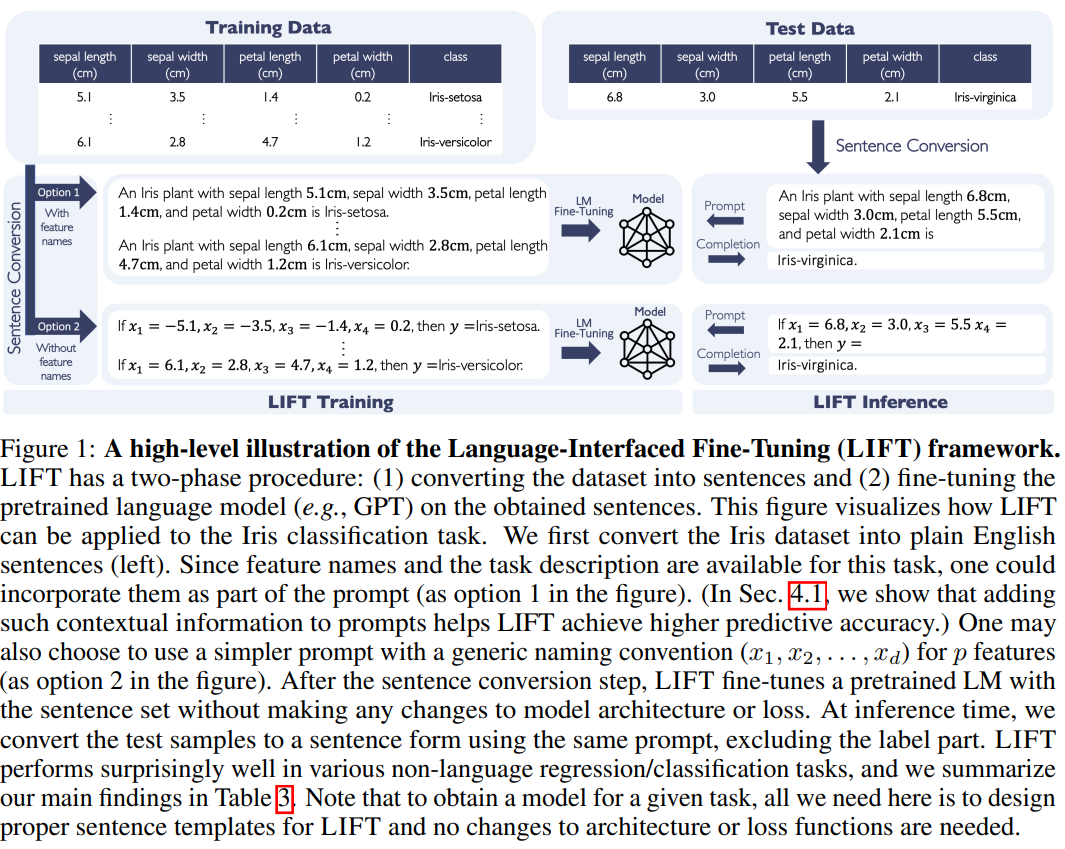 Training Data
sepal length (cm) sepal width (cm) petal length (cm) petal width (cm) class
5.1 3.5 1.4 0.2 Iris-setosa
⋮ ⋮ ⋮ ⋮ ⋮
6.1 2.8 4.7 1.2 Iris-versicolor
Test Data
sepal length (cm) sepal width (cm) petal length (cm) petal width (cm) class
6.8 3.0 5.5 2.1 Iris-virginica
Sentence Conversion
Sentence Conversion
Option 1
With
feature
names
An Iris plant with sepal length 5.1cm, sepal width 3.5cm, petal length
1.4cm, and petal width 0.2cm is Iris-setosa.
⋮
An Iris plant with sepal length 6.1cm, sepal width 2.8cm, petal length
4.7cm, and petal width 1.2cm is Iris-versicolor.
LM
Fine-Tuning
Model
Prompt
Completion
An Iris plant with sepal length 6.8cm,
sepal width 3.0cm, petal length 5.5cm,
and petal width 2.1cm is
Iris-virginica.
Option 2
Without
feature
names
If x₁ = −5.1, x₂ = −3.5, x₃ = −1.4, x₄ = 0.2, then y =Iris-setosa.
⋮
If x₁ = 6.1, x₂ = 2.8, x₃ = 4.7, x₄ = 1.2, then y =Iris-versicolor.
LM
Fine-Tuning
Model
Prompt
Completion
If x₁ = 6.8, x₂ = 3.0, x₃ = 5.5 x₄ =
2.1, then y =
Iris-virginica.
LIFT Training
LIFT Inference
Figure 1: A high-level illustration of the Language-Interfaced Fine-Tuning (LIFT) framework.
LIFT has a two-phase procedure: (1) converting the dataset into sentences and (2) fine-tuning the
pretrained language model (e.g., GPT) on the obtained sentences. This figure visualizes how LIFT
can be applied to the Iris classification task. We first convert the Iris dataset into plain English
sentences (left). Since feature names and the task description are available for this task, one could
incorporate them as part of the prompt (as option 1 in the figure). (In Sec. 4.1, we show that adding
such contextual information to prompts helps LIFT achieve higher predictive accuracy.) One may
also choose to use a simpler prompt with a generic naming convention (x₁, x₂, . . . , x_d) for p features
(as option 2 in the figure). After the sentence conversion step, LIFT fine-tunes a pretrained LM with
the sentence set without making any changes to model architecture or loss. At inference time, we
convert the test samples to a sentence form using the same prompt, excluding the label part. LIFT
performs surprisingly well in various non-language regression/classification tasks, and we summarize
our main findings in Table 3. Note that to obtain a model for a given task, all we need here is to design
proper sentence templates for LIFT and no changes to architecture or loss functions are needed.